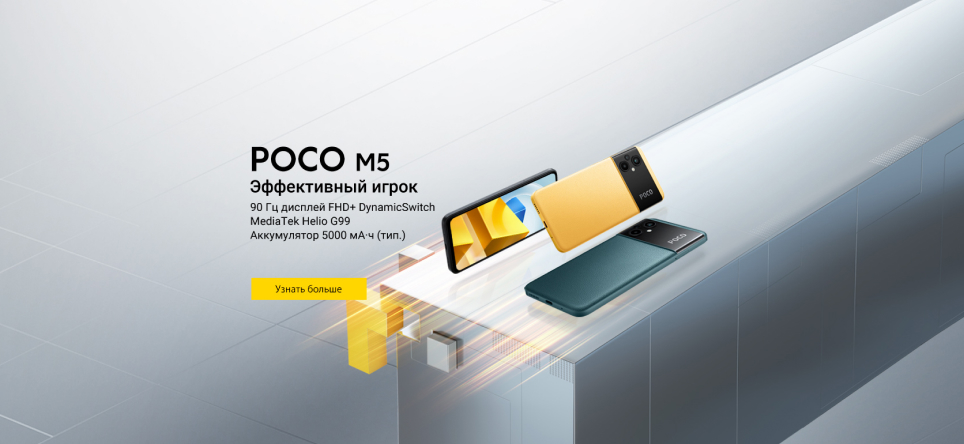 POCO M5
Эффективный игрок
90 Гц дисплей FHD+ DynamicSwitch
MediaTek Helio G99
Аккумулятор 5000 мА·ч (тип.)
Узнать больше
POCO
POCO